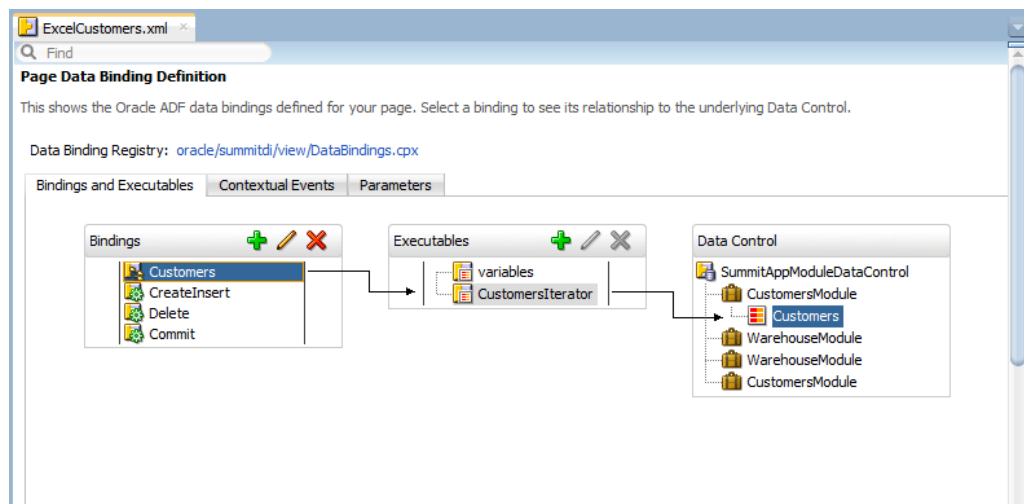 ExcelCustomers.xml
Find
Page Data Binding Definition
This shows the Oracle ADF data bindings defined for your page. Select a binding to see its relationship to the underlying Data Control.
Data Binding Registry: oracle/summitdi/view/DataBindings.cpx
Bindings and Executables Contextual Events Parameters
Bindings
Customers
CreateInsert
Delete
Commit
Executables
variables
CustomersIterator
Data Control
SummitAppModuleDataControl
CustomersModule
Customers
WarehouseModule
WarehouseModule
CustomersModule